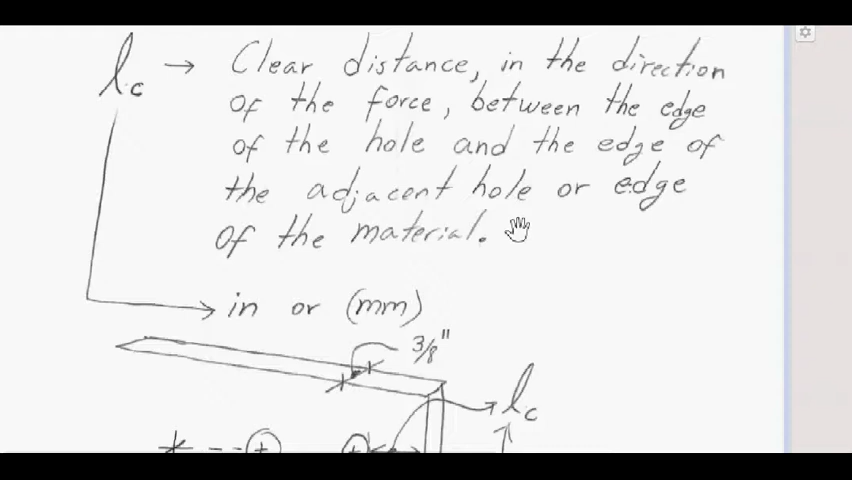 lc → Clear distance, in the direction
of the force, between the edge
of the hole and the edge of
the adjacent hole or edge
of the material.
in or (mm)
3/8"
lc